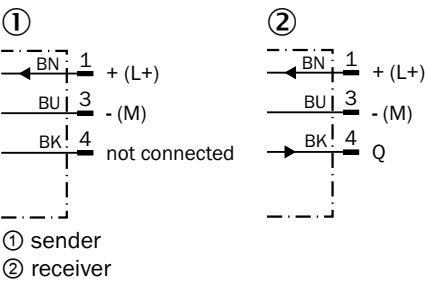 ① ②
BN 1 + (L+) BN 1 + (L+)
BU 3 - (M) BU 3 - (M)
BK 4 not connected BK 4 Q
① sender
② receiver